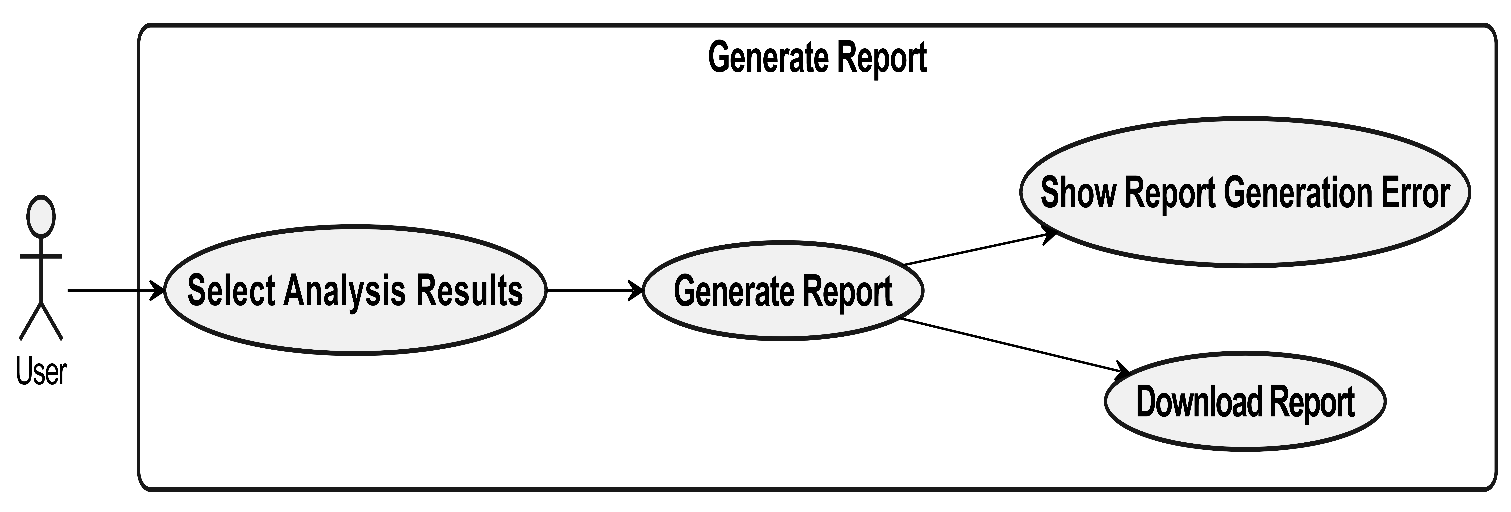 Generate Report
Show Report Generation Error
Select Analysis Results
Generate Report
User
Download Report